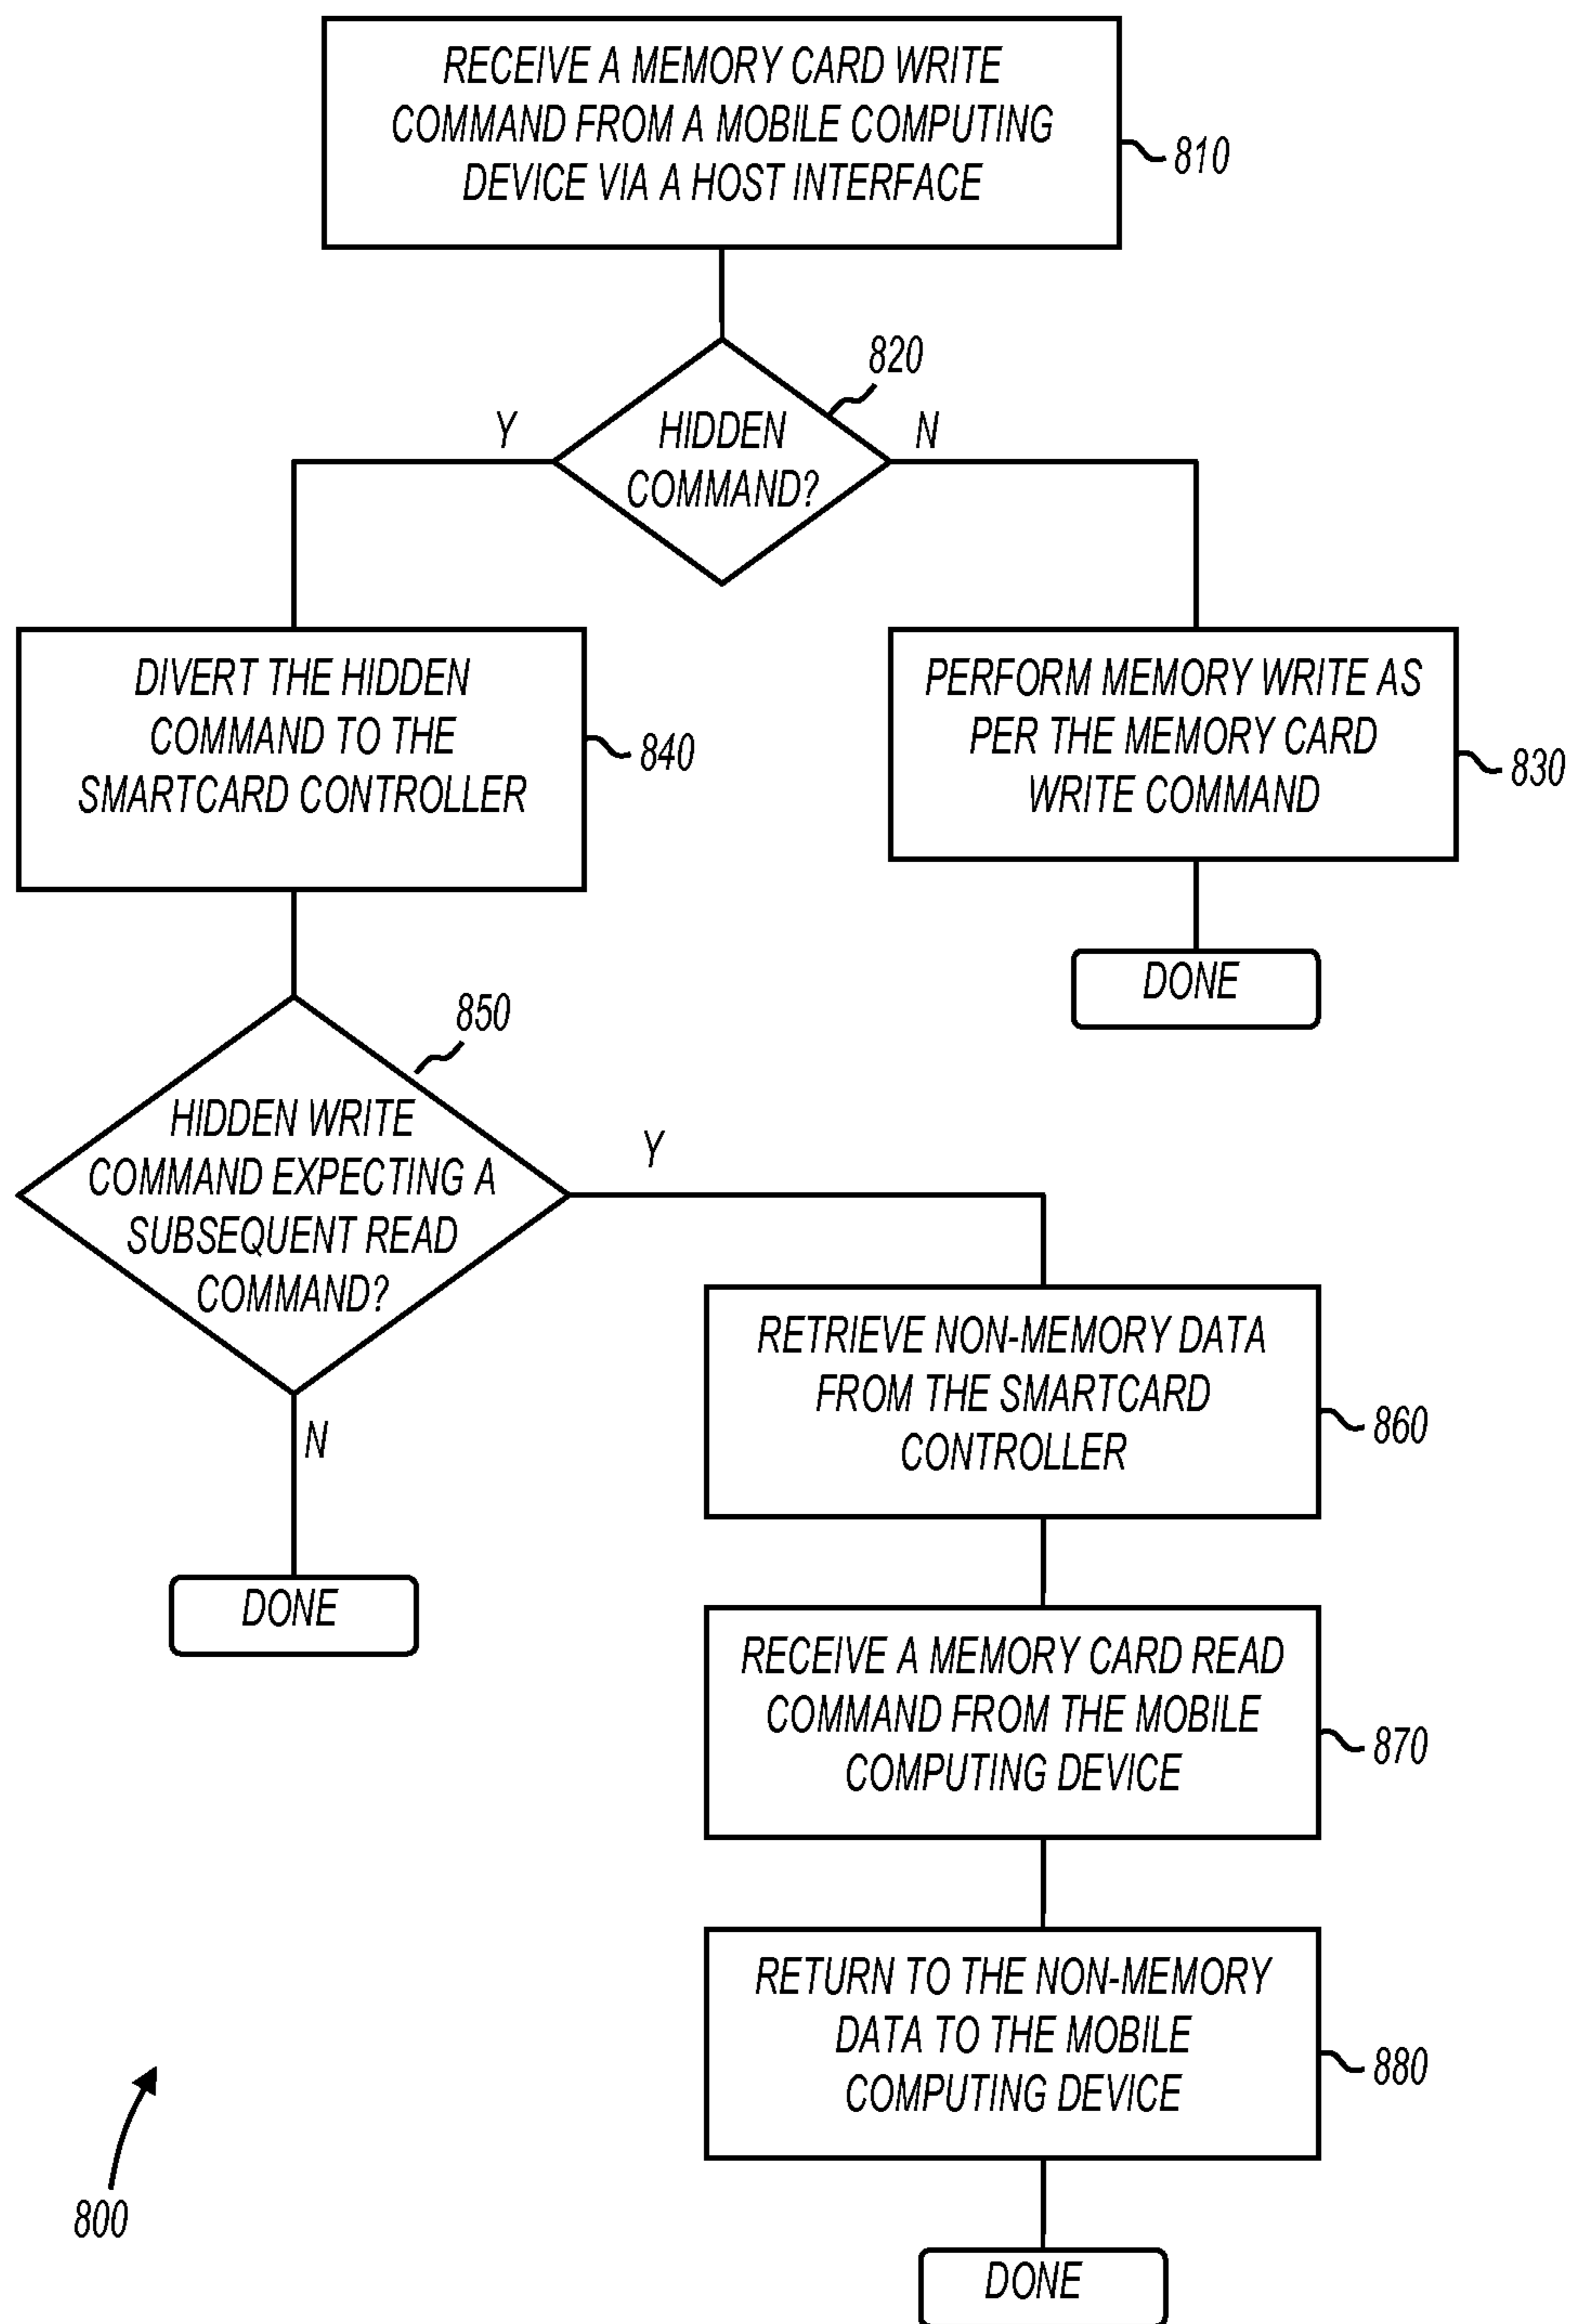 RECEIVE A MEMORY CARD WRITE
COMMAND FROM A MOBILE COMPUTING
DEVICE VIA A HOST INTERFACE
810
820
Y
HIDDEN
COMMAND?
N
DIVERT THE HIDDEN
COMMAND TO THE
SMARTCARD CONTROLLER
840
PERFORM MEMORY WRITE AS
PER THE MEMORY CARD
WRITE COMMAND
830
DONE
850
HIDDEN WRITE
COMMAND EXPECTING A
SUBSEQUENT READ
COMMAND?
Y
N
DONE
RETRIEVE NON-MEMORY DATA
FROM THE SMARTCARD
CONTROLLER
860
RECEIVE A MEMORY CARD READ
COMMAND FROM THE MOBILE
COMPUTING DEVICE
870
RETURN TO THE NON-MEMORY
DATA TO THE MOBILE
COMPUTING DEVICE
880
800
DONE